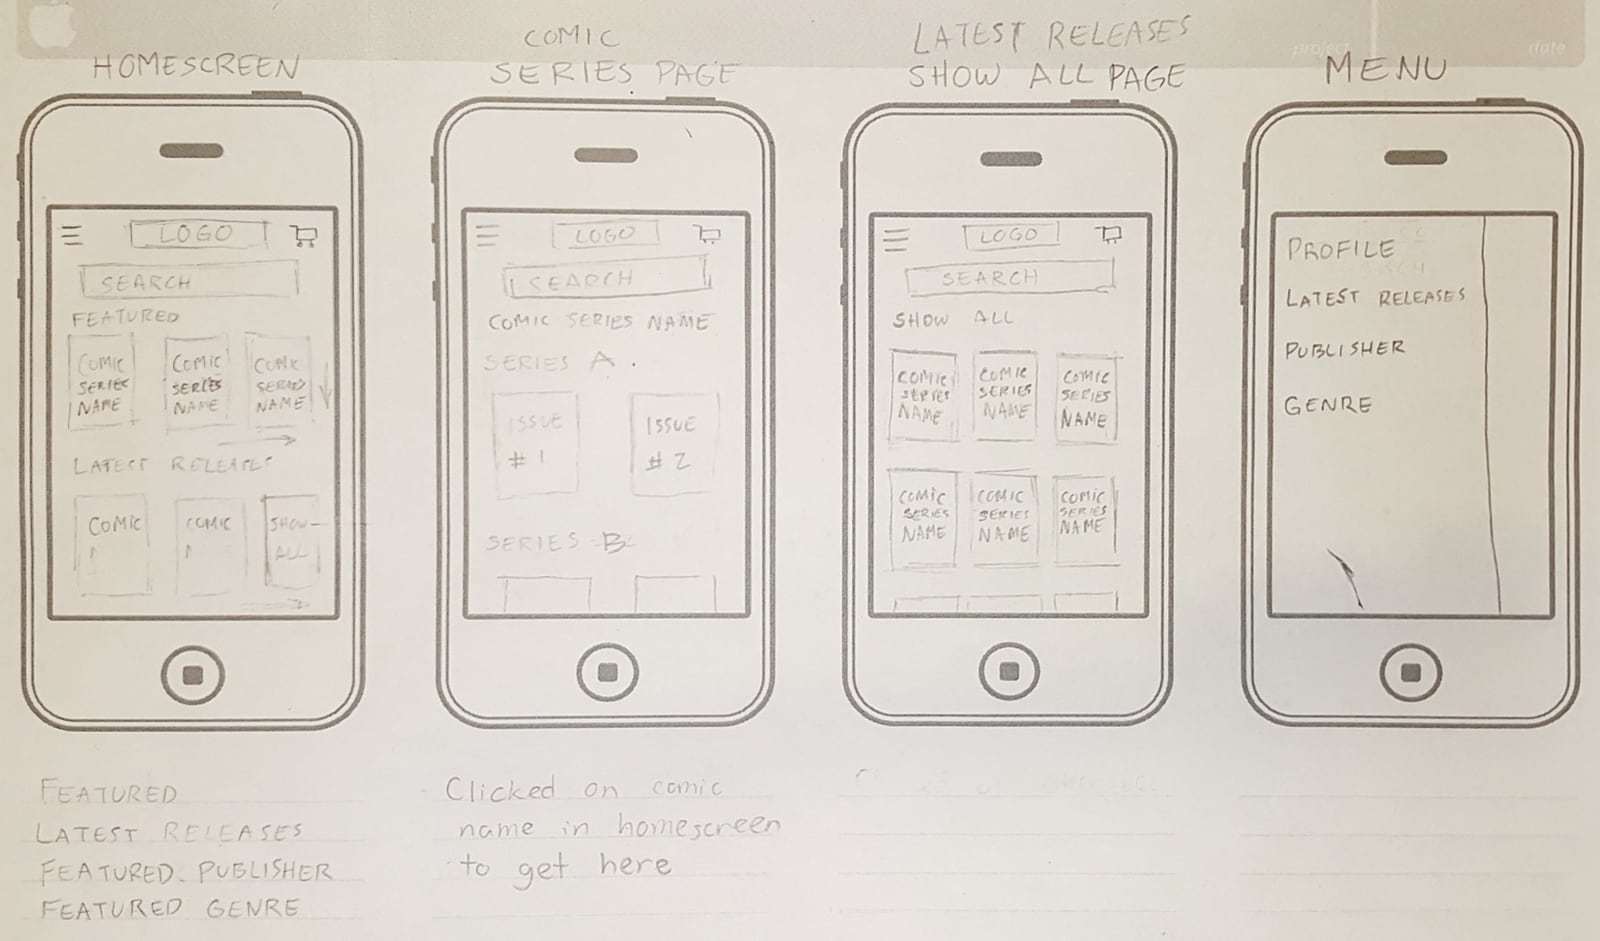 project
date
HOMESCREEN
LOGO
SEARCH
FEATURED
COMIC
SERIES
NAME
COMIC
SERIES
NAME
COMIC
SERIES
NAME
LATEST RELEASES
COMIC
1
COMIC
1
SHOW
ALL
FEATURED
LATEST RELEASES
FEATURED PUBLISHER
FEATURED GENRE
COMIC
SERIES PAGE
LOGO
SEARCH
COMIC SERIES NAME
SERIES A
ISSUE
# 1
ISSUE
# 2
SERIES B
Clicked on comic
name in homescreen
to get here
LATEST RELEASES
SHOW ALL PAGE
LOGO
SEARCH
SHOW ALL
COMIC
SERIES
NAME
COMIC
SERIES
NAME
COMIC
SERIES
NAME
COMIC
SERIES
NAME
COMIC
SERIES
NAME
COMIC
SERIES
NAME
MENU
PROFILE
LATEST RELEASES
PUBLISHER
GENRE